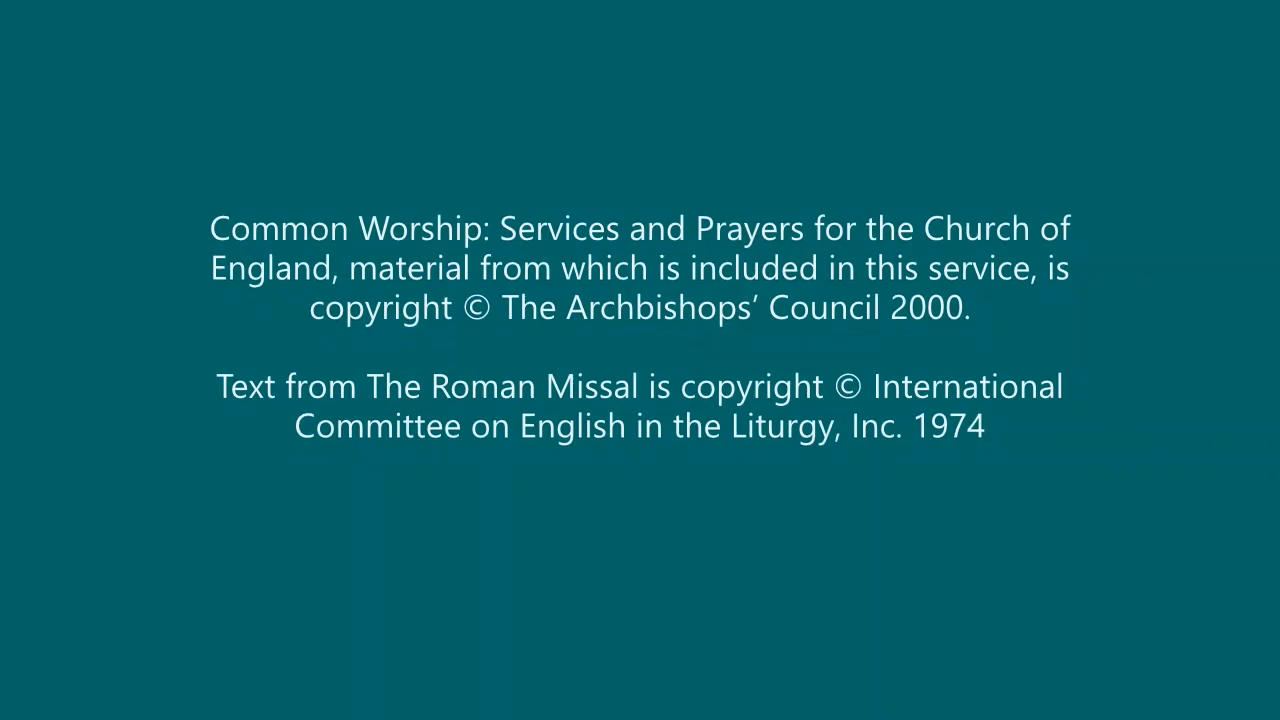 Common Worship: Services and Prayers for the Church of
England, material from which is included in this service, is
copyright © The Archbishops’ Council 2000.
Text from The Roman Missal is copyright © International
Committee on English in the Liturgy, Inc. 1974